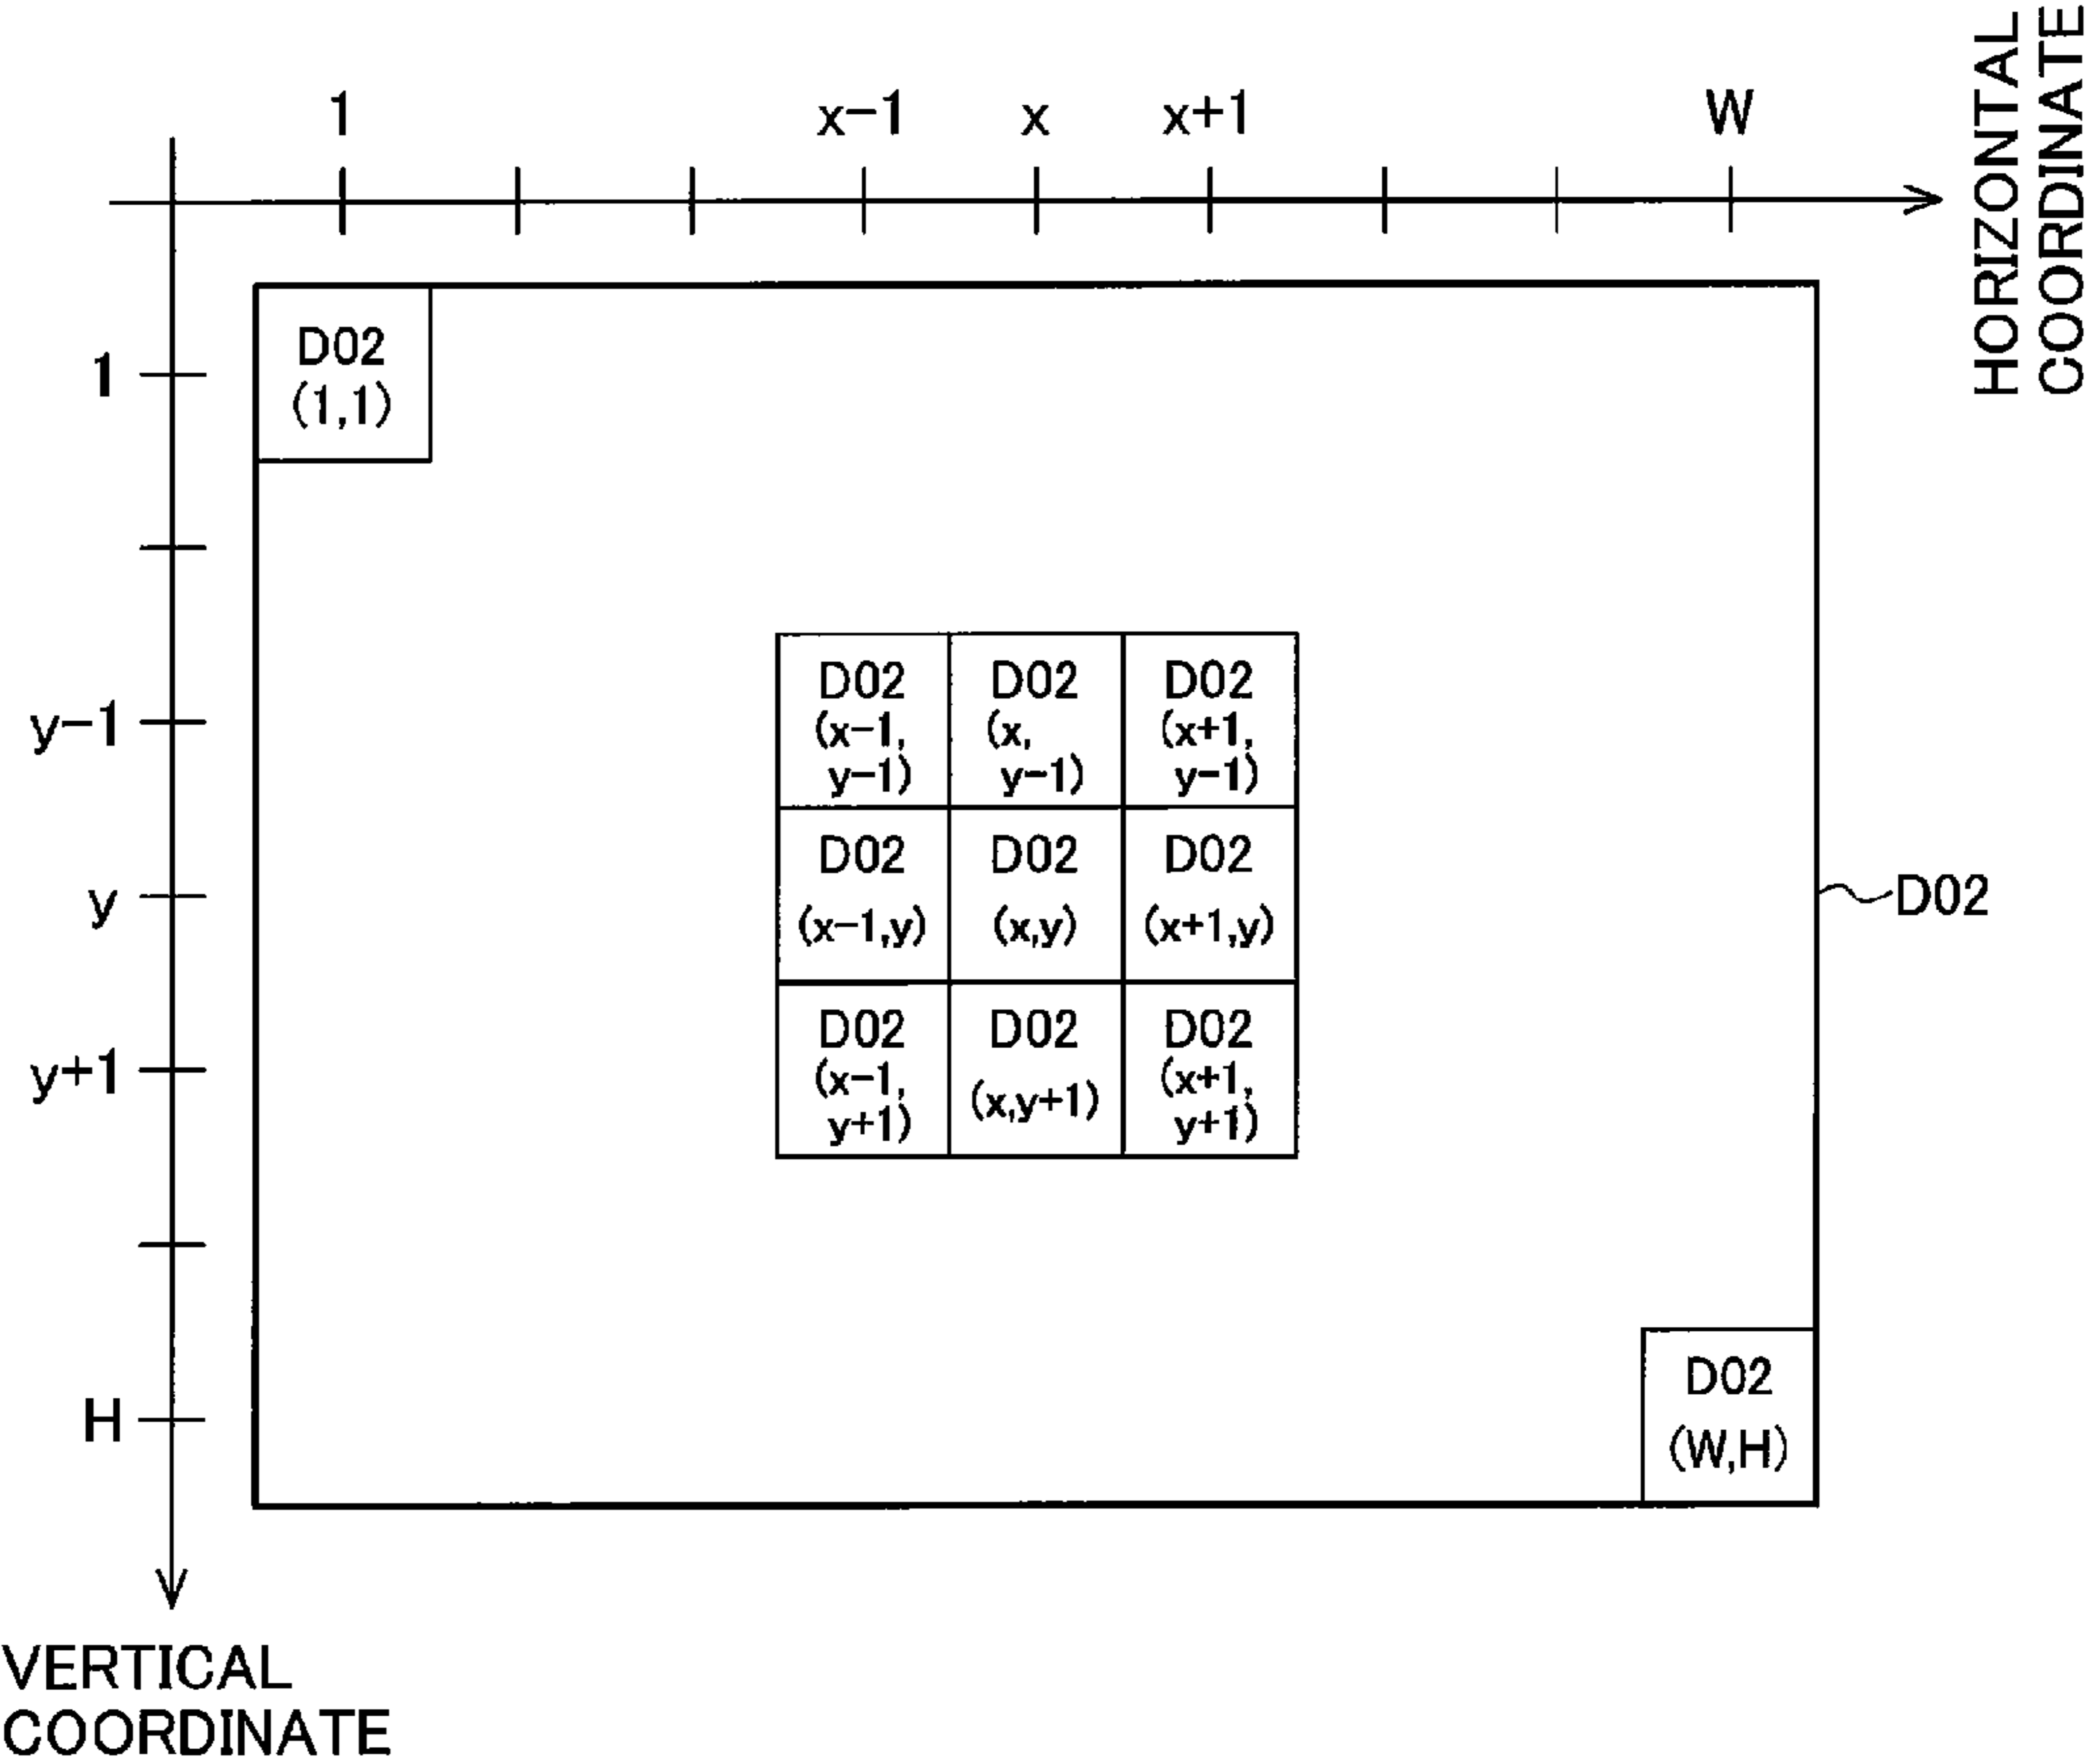 1 x-1 x x+1 W
HORIZONTAL
COORDINATE
1
y-1
y
y+1
H
D02
(1,1)
D02
(x-1,
y-1)
D02
(x,
y-1)
D02
(x+1,
y-1)
D02
(x-1,y)
D02
(x,y)
D02
(x+1,y)
D02
(x-1,
y+1)
D02
(x,y+1)
D02
(x+1,
y+1)
D02
D02
(W,H)
VERTICAL
COORDINATE